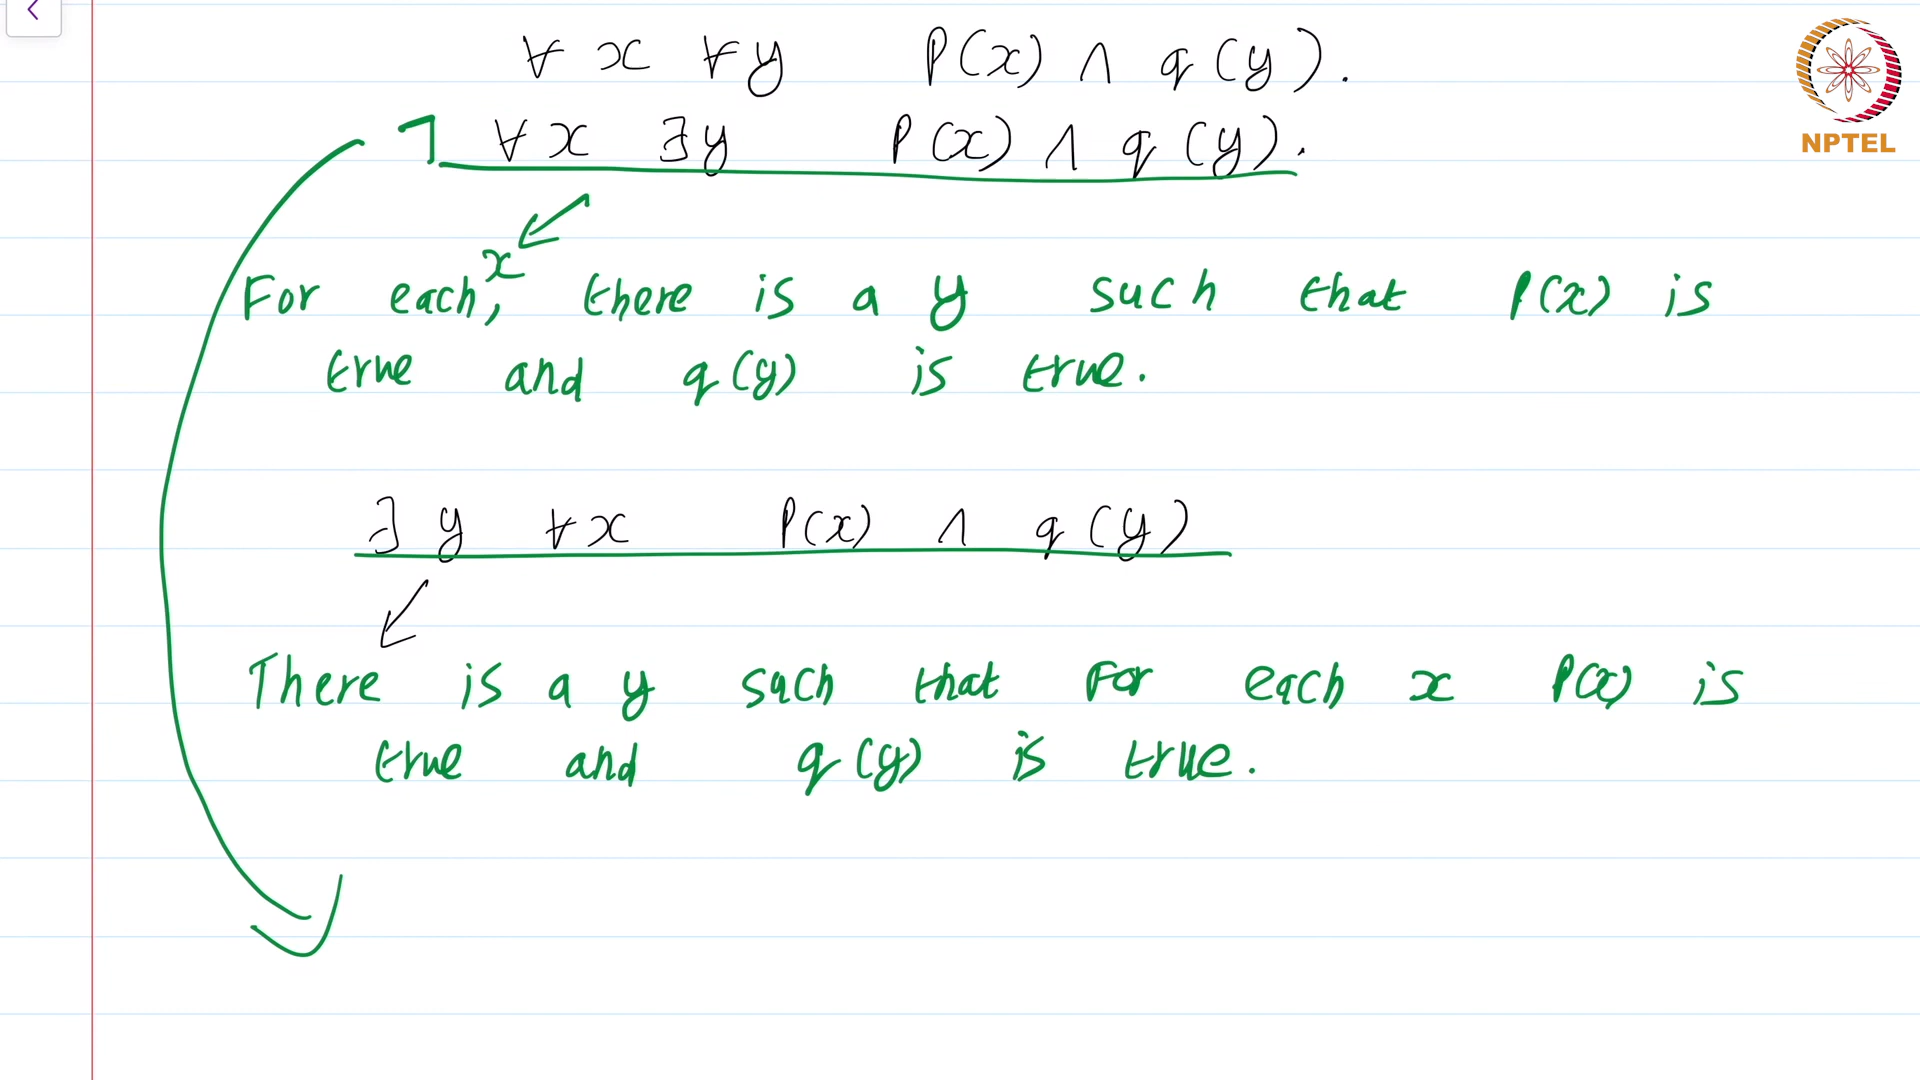 ∀ x ∀ y P(x) ∧ q(y).
NPTEL
¬ ∀ x ∃ y P(x) ∧ q(y).
For each x, there is a y such that P(x) is
true and q(y) is true.
∃ y ∀ x P(x) ∧ q(y)
There is a y such that For each x P(x) is
true and q(y) is true.